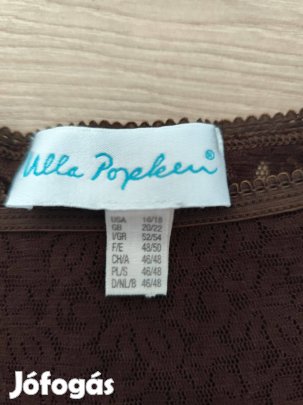 Ulla Popken®
USA 16/18
GB 20/22
I/GR 52/54
F/E 48/50
CH/A 46/48
PL/S 46/48
D/NL/B 46/48
Jófogás